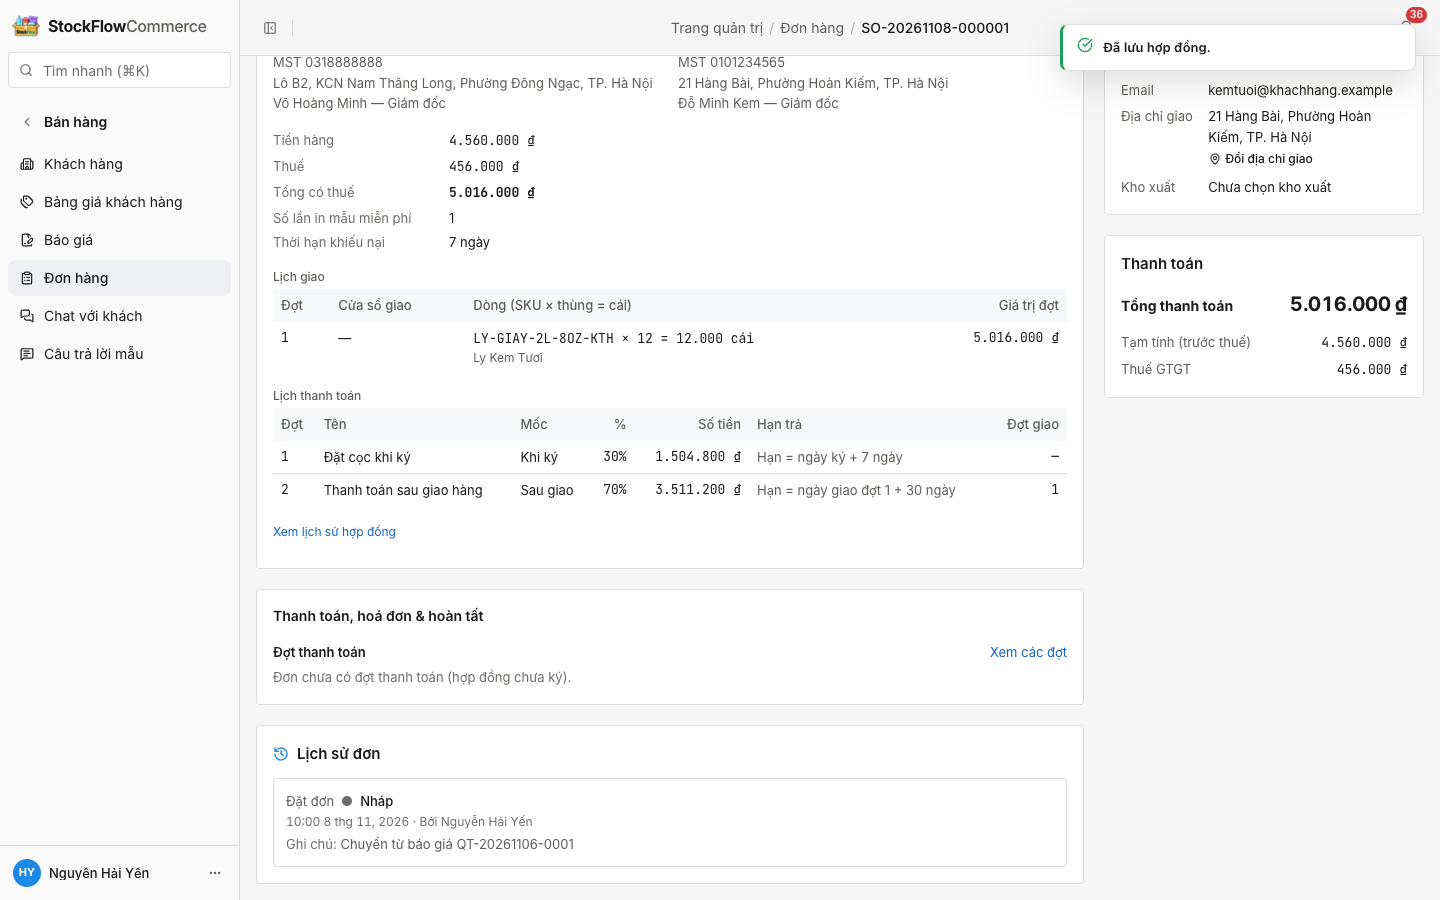 StockFlowCommerce
Tìm nhanh (⌘K)
Bán hàng
Khách hàng
Bảng giá khách hàng
Báo giá
Đơn hàng
Chat với khách
Câu trả lời mẫu
HY Nguyễn Hải Yến
Trang quản trị / Đơn hàng / SO-20261108-000001
36
Đã lưu hợp đồng.
MST 0318888888
Lô B2, KCN Nam Thăng Long, Phường Đông Ngạc, TP. Hà Nội
Võ Hoàng Minh — Giám đốc
MST 0101234565
21 Hàng Bài, Phường Hoàn Kiếm, TP. Hà Nội
Đỗ Minh Kem — Giám đốc
Tiền hàng 4.560.000 ₫
Thuế 456.000 ₫
Tổng có thuế 5.016.000 ₫
Số lần in mẫu miễn phí 1
Thời hạn khiếu nại 7 ngày
Lịch giao
Đợt Cửa sổ giao Dòng (SKU × thùng = cái) Giá trị đợt
1 — LY-GIAY-2L-8OZ-KTH × 12 = 12.000 cái 5.016.000 ₫
Ly Kem Tươi
Lịch thanh toán
Đợt Tên Mốc % Số tiền Hạn trả Đợt giao
1 Đặt cọc khi ký Khi ký 30% 1.504.800 ₫ Hạn = ngày ký + 7 ngày —
2 Thanh toán sau giao hàng Sau giao 70% 3.511.200 ₫ Hạn = ngày giao đợt 1 + 30 ngày 1
Xem lịch sử hợp đồng
Thanh toán, hoá đơn & hoàn tất
Đợt thanh toán Xem các đợt
Đơn chưa có đợt thanh toán (hợp đồng chưa ký).
Lịch sử đơn
Đặt đơn ● Nháp
10:00 8 thg 11, 2026 · Bởi Nguyễn Hải Yến
Ghi chú: Chuyển từ báo giá QT-20261106-0001
Email kemtuoi@khachhang.example
Địa chỉ giao 21 Hàng Bài, Phường Hoàn
Kiếm, TP. Hà Nội
Đổi địa chỉ giao
Kho xuất Chưa chọn kho xuất
Thanh toán
Tổng thanh toán 5.016.000 ₫
Tạm tính (trước thuế) 4.560.000 ₫
Thuế GTGT 456.000 ₫